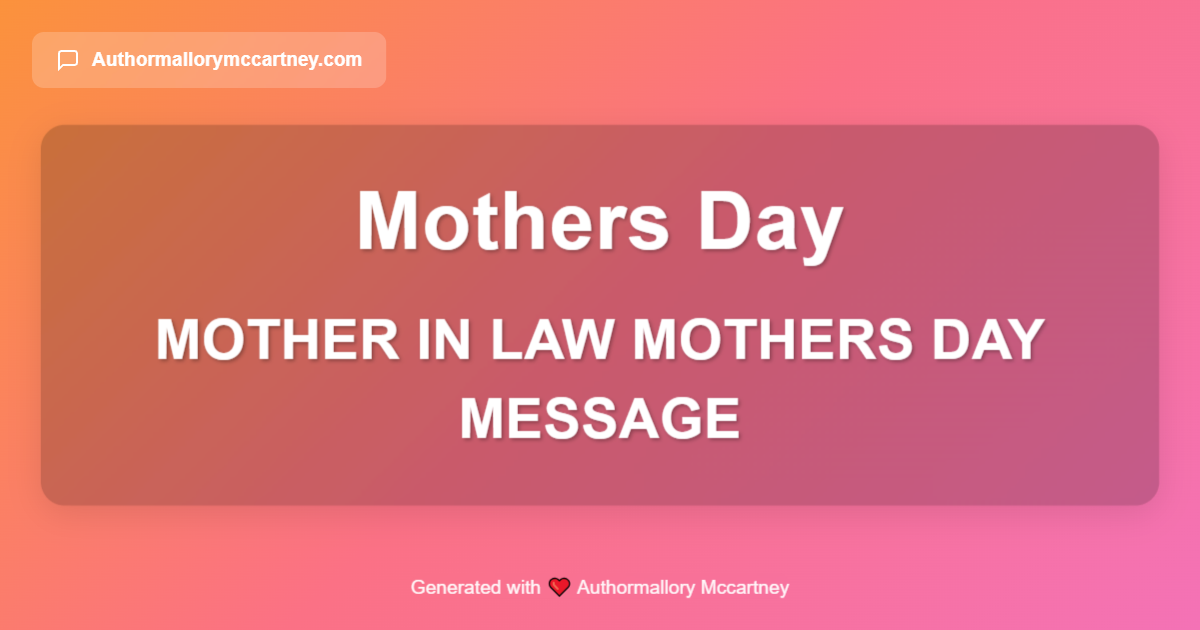 Authormallorymccartney.com
Mothers Day
MOTHER IN LAW MOTHERS DAY
MESSAGE
Generated with ❤ Authormallory Mccartney